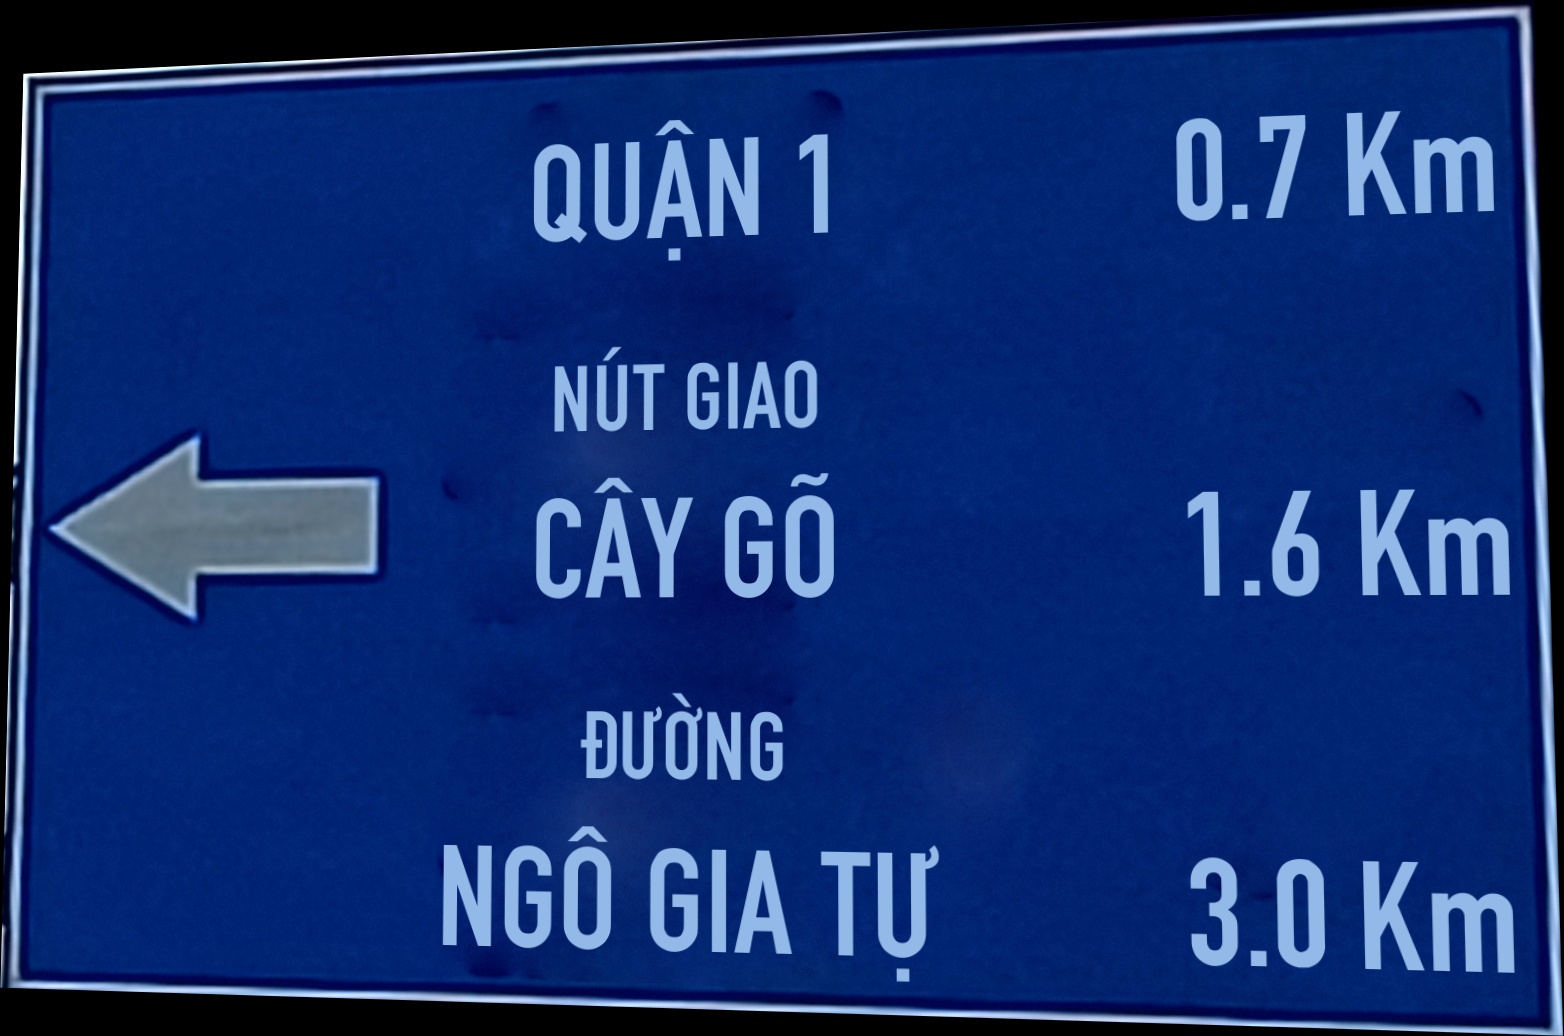 QUẬN 1 0.7 Km
NÚT GIAO
CÂY GÕ 1.6 Km
ĐƯỜNG
NGÔ GIA TỰ 3.0 Km